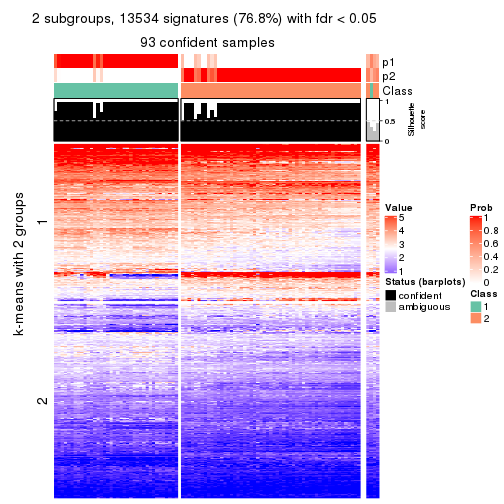 2 subgroups, 13534 signatures (76.8%) with fdr < 0.05
93 confident samples
p1
p2
Class
1
0.5
0
Silhouette
score
k-means with 2 groups
1
2
Value
5
4
3
2
1
Prob
1
0.8
0.6
0.4
0.2
0
Status (barplots)
confident
ambiguous
Class
1
2